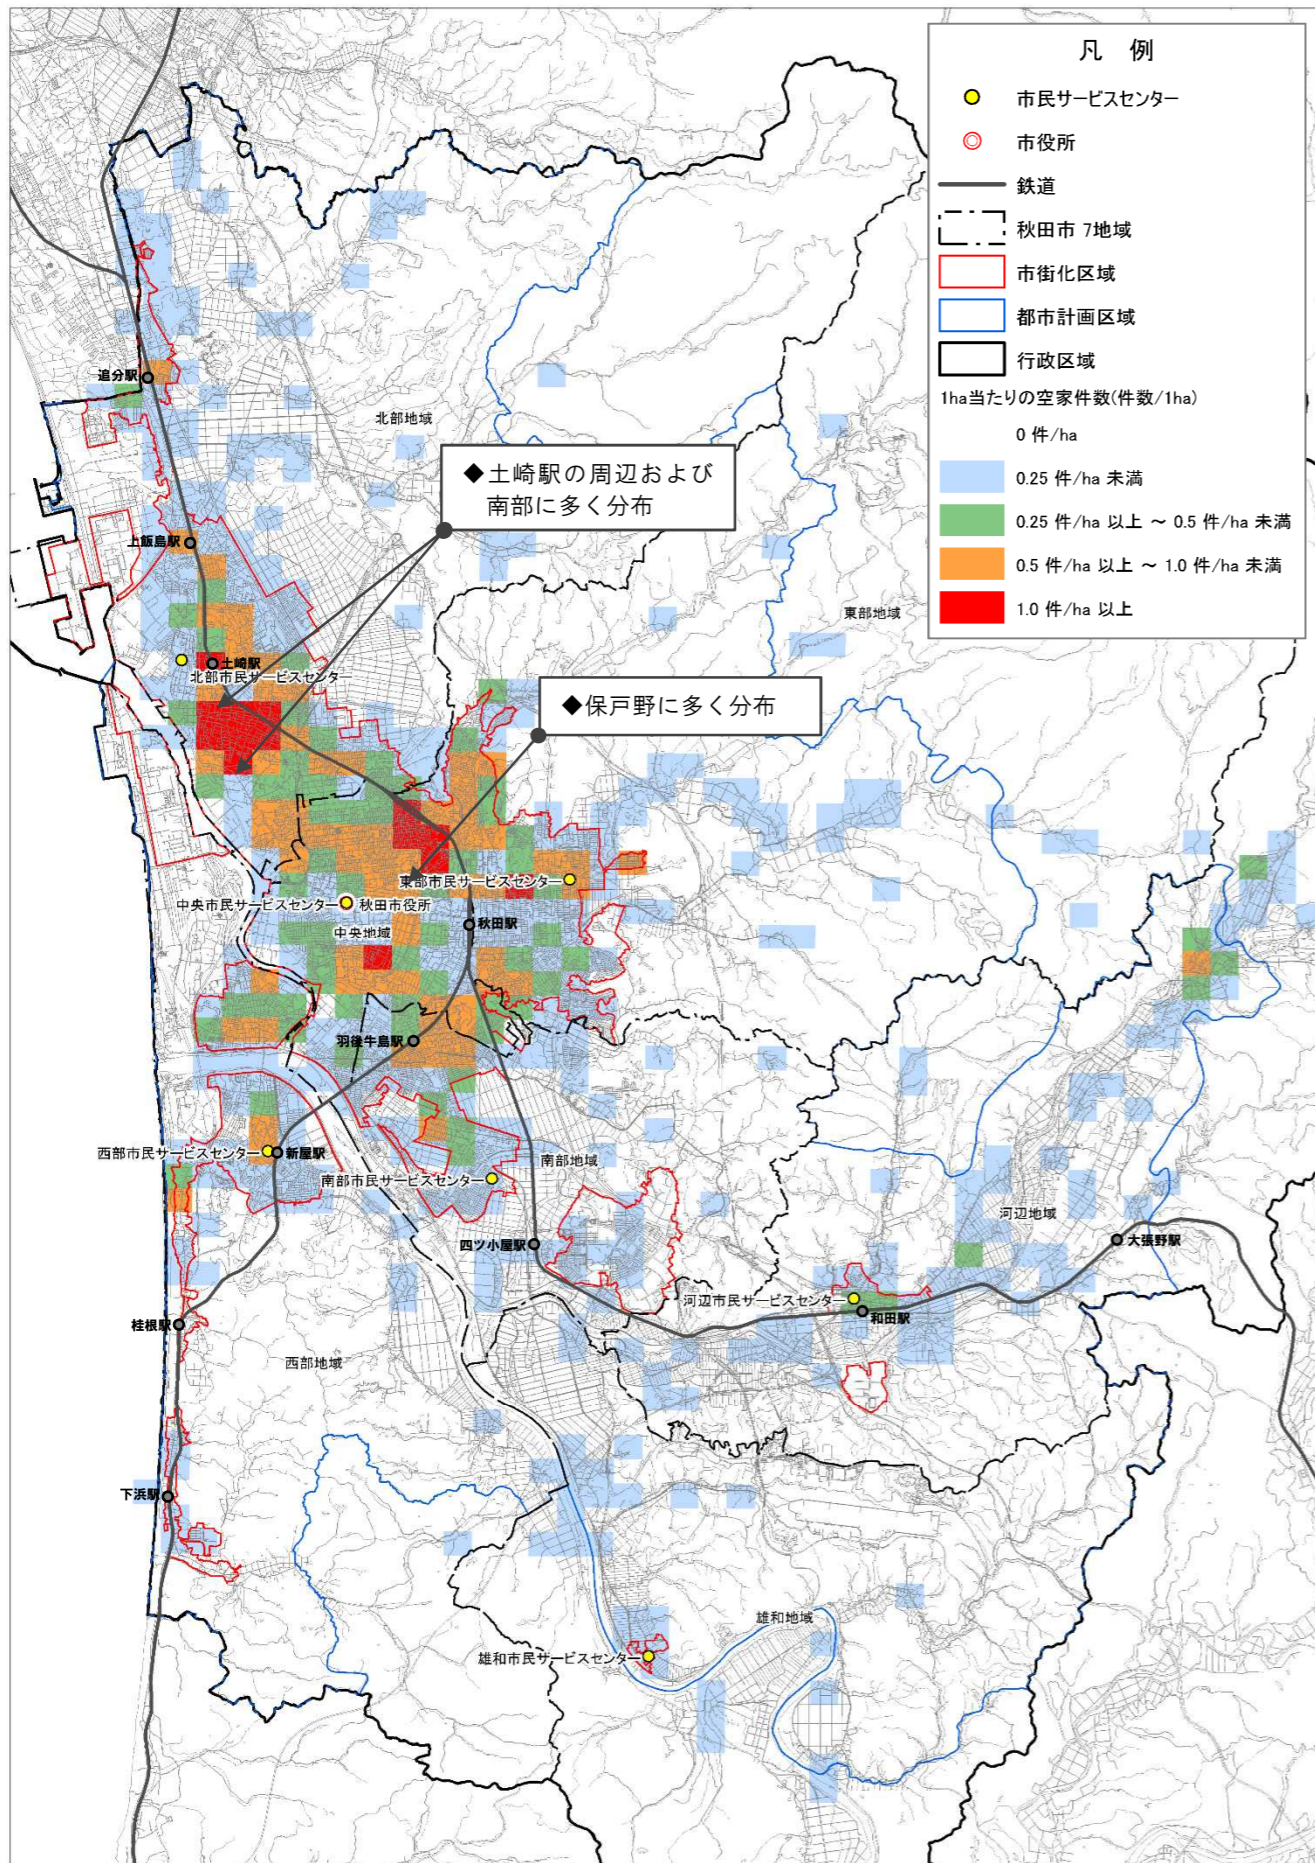 凡 例
市民サービスセンター
市役所
鉄道
秋田市 7地域
市街化区域
都市計画区域
行政区域
1ha当たりの空家件数(件数/1ha)
0 件/ha
0.25 件/ha 未満
0.25 件/ha 以上 ～ 0.5 件/ha 未満
0.5 件/ha 以上 ～ 1.0 件/ha 未満
1.0 件/ha 以上
追分駅
北部地域
◆土崎駅の周辺および
南部に多く分布
上飯島駅
東部地域
土崎駅
北部市民サービスセンター
◆保戸野に多く分布
東部市民サービスセンター
中央市民サービスセンター
秋田市役所
秋田駅
中央地域
羽後牛島駅
西部市民サービスセンター
新屋駅
南部地域
南部市民サービスセンター
河辺地域
四ツ小屋駅
大張野駅
河辺市民サービスセンター
和田駅
桂根駅
西部地域
下浜駅
雄和地域
雄和市民サービスセンター